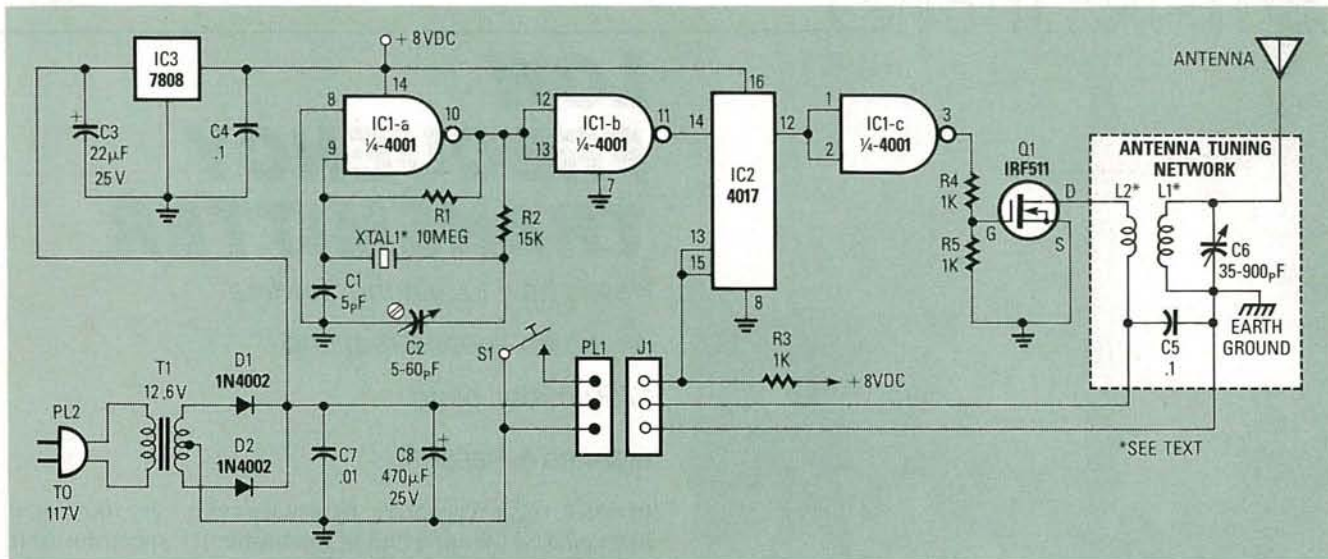 IC3
7808
C3
22µF
25V
C4
.1
+8VDC
14
8
9
10
IC1-a
¼-4001
12
13
11
IC1-b
¼-4001
7
R1
10MEG
XTAL1*
R2
15K
C1
5pF
C2
5-60pF
14
16
IC2
4017
12
13
15
8
1
2
3
IC1-c
¼-4001
R4
1K
R5
1K
Q1
IRF511
G
D
S
ANTENNA
ANTENNA TUNING
NETWORK
L2*
L1*
C6
35-900pF
EARTH
GROUND
C5
.1
*SEE TEXT
PL2
TO
117V
T1
12.6V
D1
1N4002
D2
1N4002
C7
.01
C8
470µF
25V
S1
PL1
J1
R3
1K
+8VDC